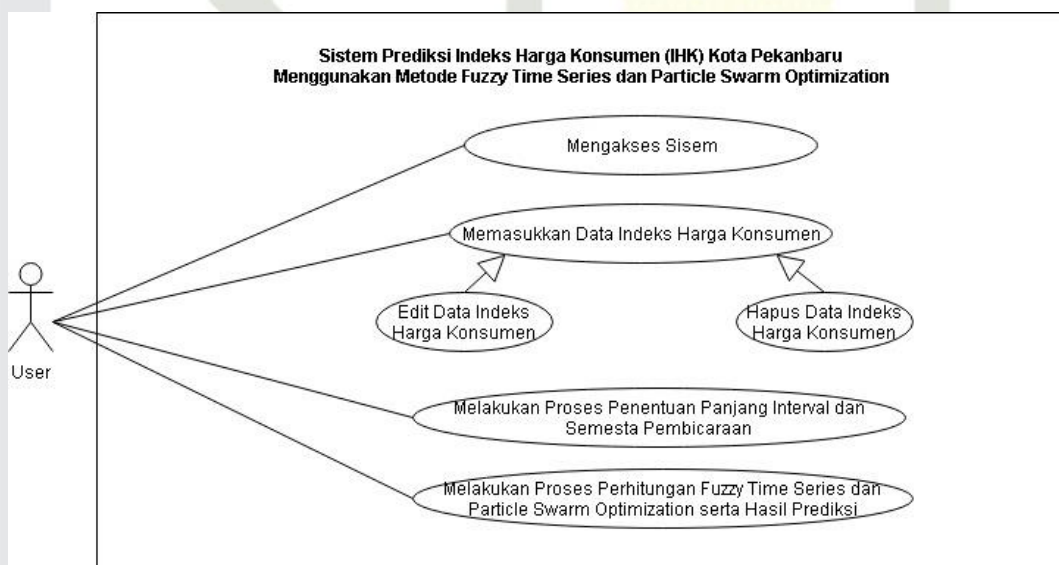 Sistem Prediksi Indeks Harga Konsumen (IHK) Kota Pekanbaru
Menggunakan Metode Fuzzy Time Series dan Particle Swarm Optimization
Mengakses Sisem
Memasukkan Data Indeks Harga Konsumen
Edit Data Indeks
Harga Konsumen
Hapus Data Indeks
Harga Konsumen
User
Melakukan Proses Penentuan Panjang Interval dan
Semesta Pembicaraan
Melakukan Proses Perhitungan Fuzzy Time Series dan
Particle Swarm Optimization serta Hasil Prediksi